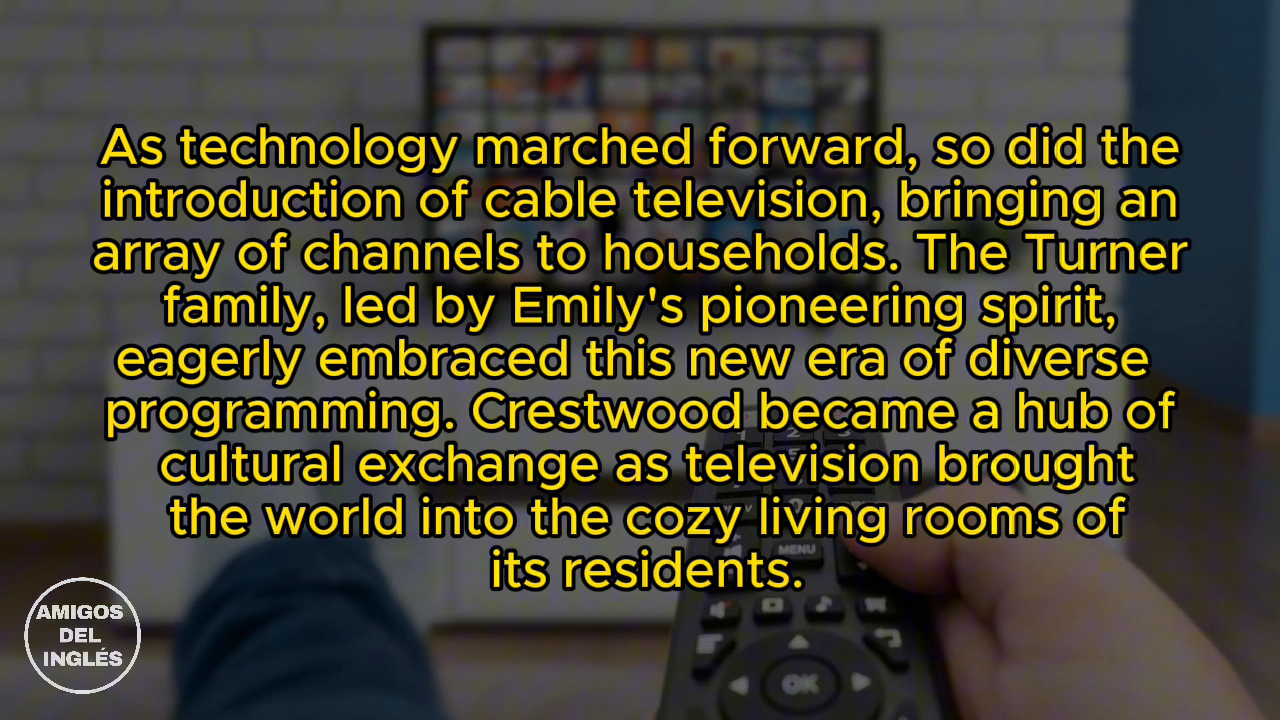 As technology marched forward, so did the
introduction of cable television, bringing an
array of channels to households. The Turner
family, led by Emily's pioneering spirit,
eagerly embraced this new era of diverse
programming. Crestwood became a hub of
cultural exchange as television brought
the world into the cozy living rooms of
its residents.
MENU
OK
AMIGOS
DEL
INGLÉS